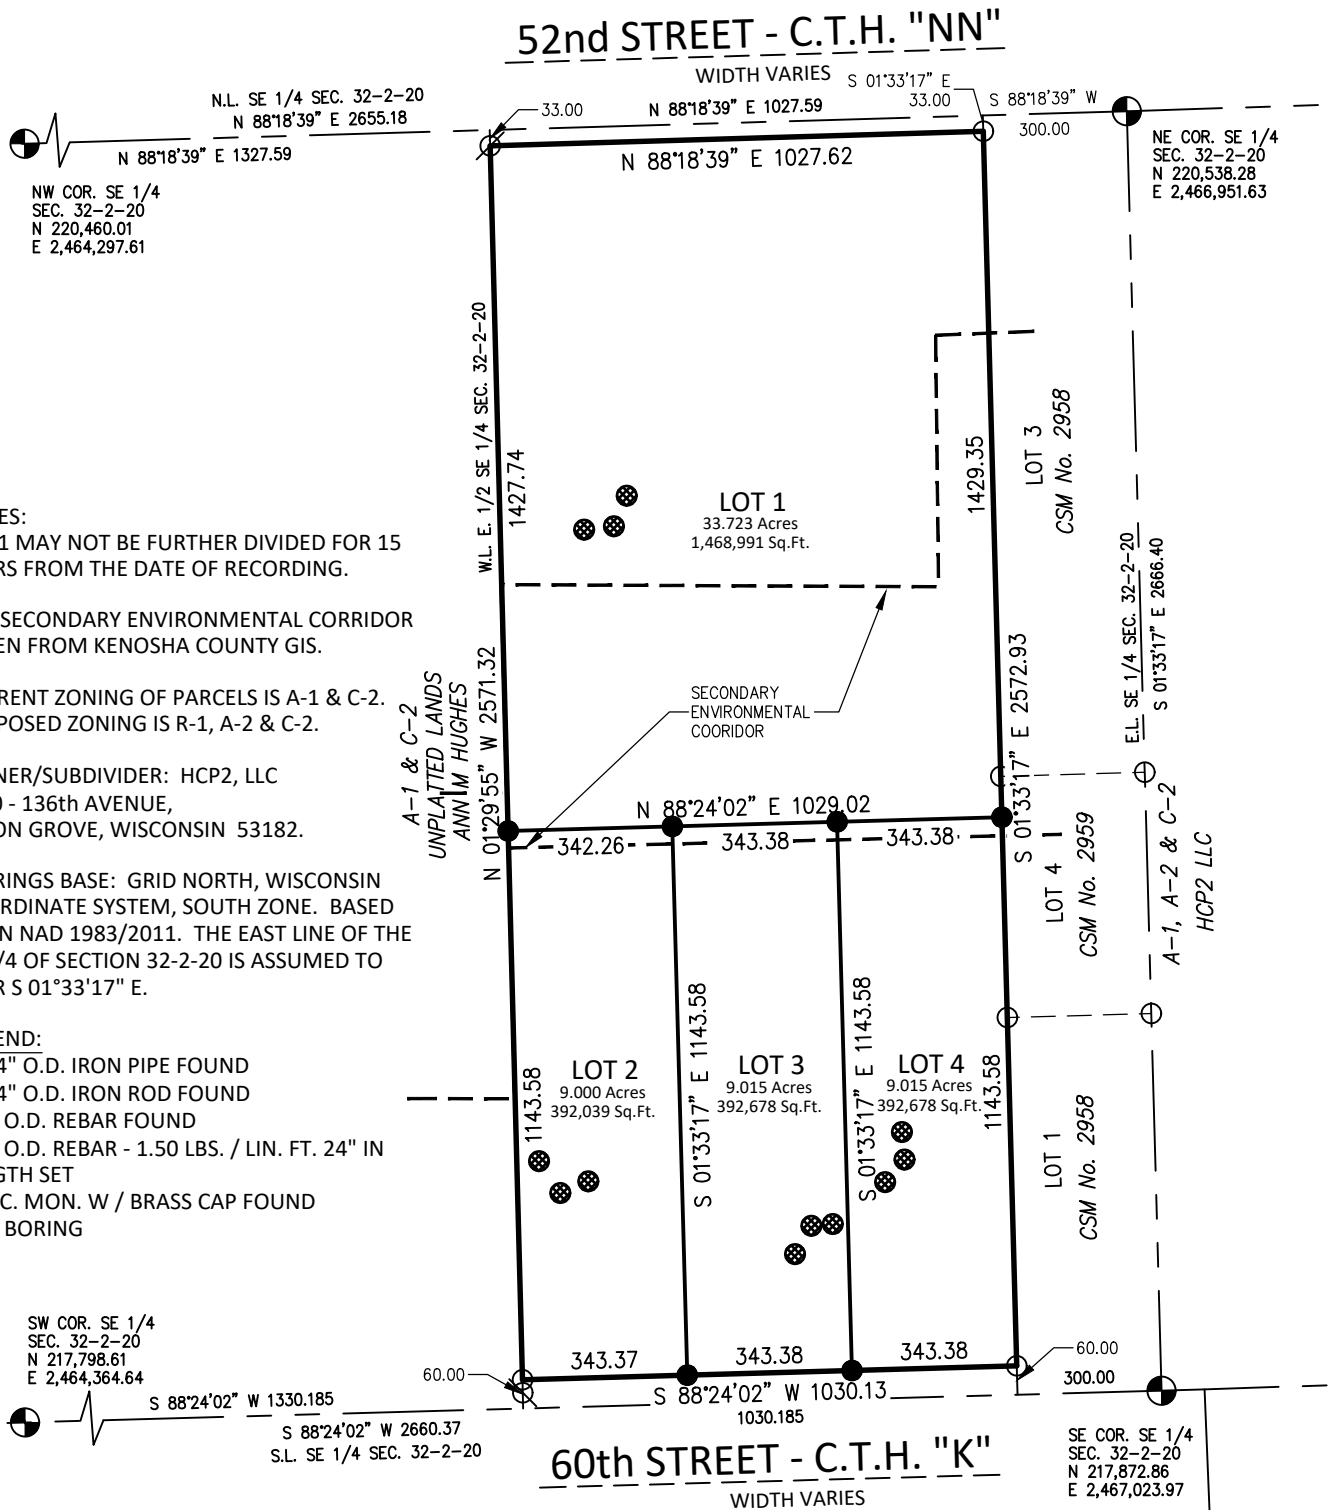 52nd STREET - C.T.H. "NN"
WIDTH VARIES
S 01°33'17" E
N.L. SE 1/4 SEC. 32-2-20
N 88°18'39" E 2655.18
33.00
N 88°18'39" E 1027.59
33.00
S 88°18'39" W
300.00
N 88°18'39" E 1327.59
N 88°18'39" E 1027.62
NE COR. SE 1/4
SEC. 32-2-20
N 220,538.28
E 2,466,951.63
NW COR. SE 1/4
SEC. 32-2-20
N 220,460.01
E 2,464,297.61
W.L. E. 1/2 SE 1/4 SEC. 32-2-20
1427.74
1429.35
LOT 3
CSM No. 2958
LOT 1
33.723 Acres
1,468,991 Sq.Ft.
ES:
1 MAY NOT BE FURTHER DIVIDED FOR 15
RS FROM THE DATE OF RECORDING.
SECONDARY ENVIRONMENTAL CORRIDOR
EN FROM KENOSHA COUNTY GIS.
RENT ZONING OF PARCELS IS A-1 & C-2.
POSED ZONING IS R-1, A-2 & C-2.
NER/SUBDIVIDER: HCP2, LLC
0 - 136th AVENUE,
ON GROVE, WISCONSIN 53182.
RINGS BASE: GRID NORTH, WISCONSIN
RDINATE SYSTEM, SOUTH ZONE. BASED
N NAD 1983/2011. THE EAST LINE OF THE
/4 OF SECTION 32-2-20 IS ASSUMED TO
R S 01°33'17" E.
END:
4" O.D. IRON PIPE FOUND
4" O.D. IRON ROD FOUND
O.D. REBAR FOUND
O.D. REBAR - 1.50 LBS. / LIN. FT. 24" IN
GTH SET
C. MON. W / BRASS CAP FOUND
BORING
A-1 & C-2
UNPLATTED LANDS
ANN M HUGHES
N 01°29'55" W 2571.32
SECONDARY
ENVIRONMENTAL
COORIDOR
S 01°33'17" E 2572.93
E.L. SE 1/4 SEC. 32-2-20
S 01°33'17" E 2666.40
N 88°24'02" E 1029.02
342.26
343.38
343.38
LOT 4
CSM No. 2959
A-1, A-2 & C-2
HCP2 LLC
1143.58
LOT 2
9.000 Acres
392,039 Sq.Ft.
S 01°33'17" E 1143.58
LOT 3
9.015 Acres
392,678 Sq.Ft.
S 01°33'17" E 1143.58
LOT 4
9.015 Acres
392,678 Sq.Ft.
1143.58
LOT 1
CSM No. 2958
SW COR. SE 1/4
SEC. 32-2-20
N 217,798.61
E 2,464,364.64
60.00
343.37
343.38
343.38
60.00
300.00
S 88°24'02" W 1330.185
S 88°24'02" W 1030.13
1030.185
S 88°24'02" W 2660.37
S.L. SE 1/4 SEC. 32-2-20
SE COR. SE 1/4
SEC. 32-2-20
N 217,872.86
E 2,467,023.97
60th STREET - C.T.H. "K"
WIDTH VARIES